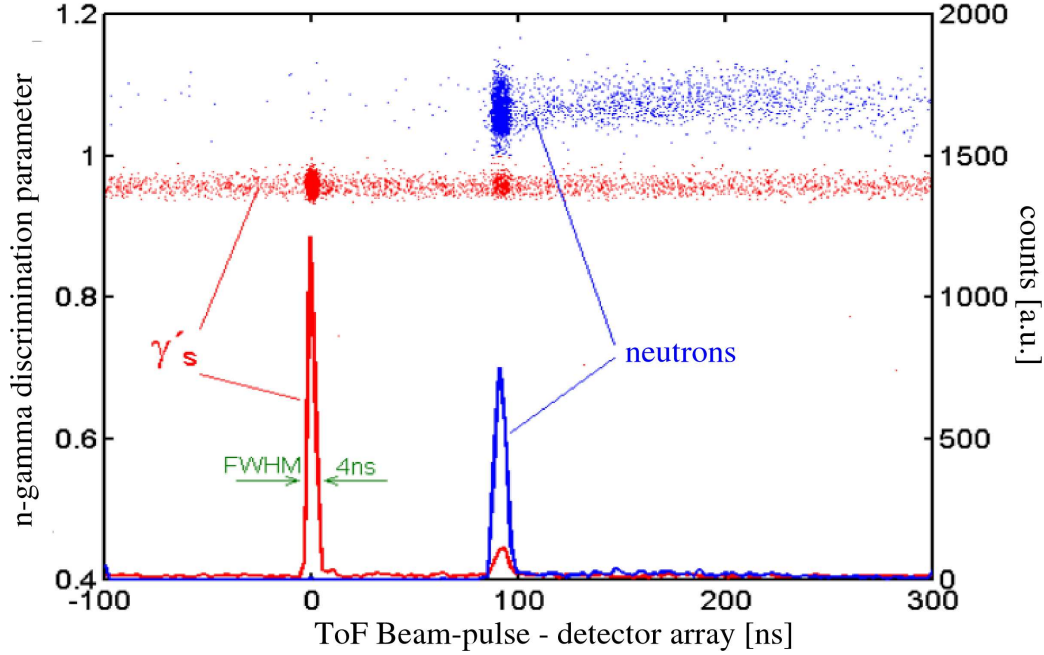 1.2
1
0.8
0.6
0.4
n-gamma discrimination parameter
2000
1500
1000
500
0
counts [a.u.]
γ´s
neutrons
FWHM 4ns
-100 0 100 200 300
ToF Beam-pulse - detector array [ns]